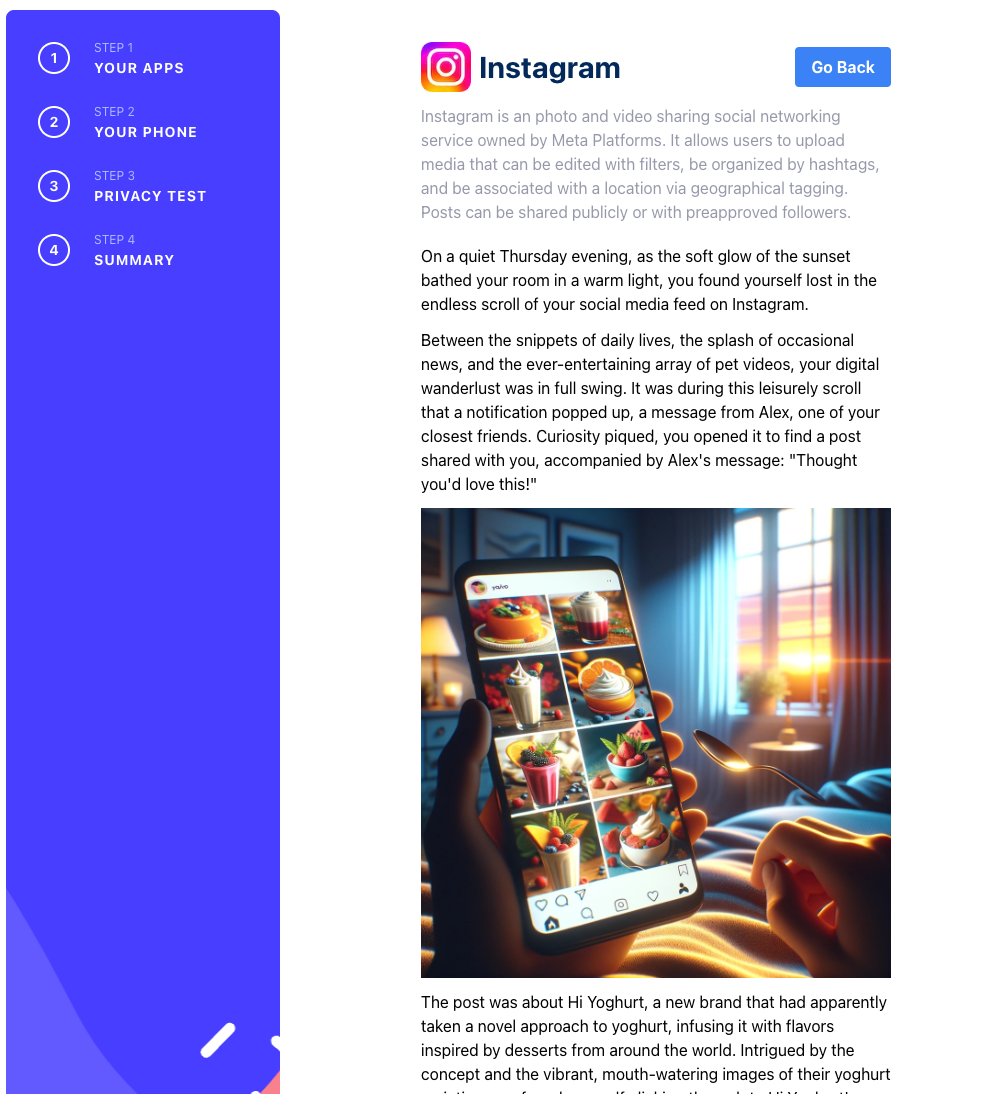 1
STEP 1
YOUR APPS
2
STEP 2
YOUR PHONE
3
STEP 3
PRIVACY TEST
4
STEP 4
SUMMARY
Instagram
Go Back
Instagram is an photo and video sharing social networking
service owned by Meta Platforms. It allows users to upload
media that can be edited with filters, be organized by hashtags,
and be associated with a location via geographical tagging.
Posts can be shared publicly or with preapproved followers.
On a quiet Thursday evening, as the soft glow of the sunset
bathed your room in a warm light, you found yourself lost in the
endless scroll of your social media feed on Instagram.
Between the snippets of daily lives, the splash of occasional
news, and the ever-entertaining array of pet videos, your digital
wanderlust was in full swing. It was during this leisurely scroll
that a notification popped up, a message from Alex, one of your
closest friends. Curiosity piqued, you opened it to find a post
shared with you, accompanied by Alex's message: "Thought
you'd love this!"
The post was about Hi Yoghurt, a new brand that had apparently
taken a novel approach to yoghurt, infusing it with flavors
inspired by desserts from around the world. Intrigued by the
concept and the vibrant, mouth-watering images of their yoghurt